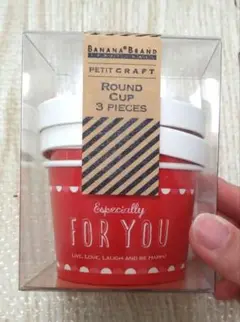 BANANA BRAND
PETIT CRAFT
ROUND
CUP
3 PIECES
Especially
FOR YOU
LIVE, LOVE, LAUGH AND BE HAPPY!